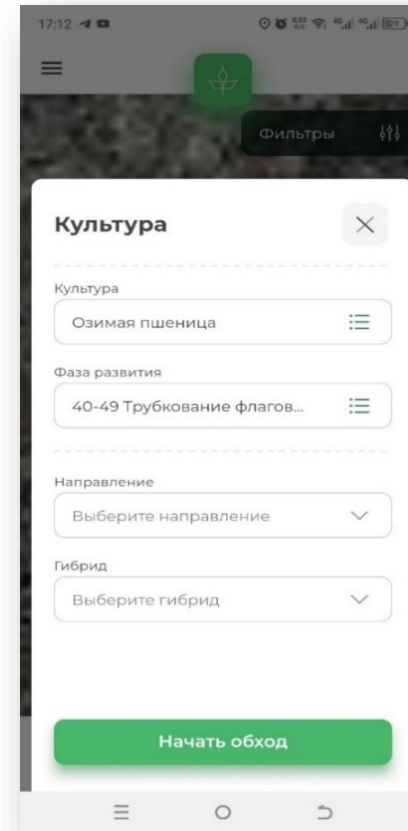 17:12
Фильтры
Культура
Культура
Озимая пшеница
Фаза развития
40-49 Трубкование флагов...
Направление
Выберите направление
Гибрид
Выберите гибрид
Начать обход